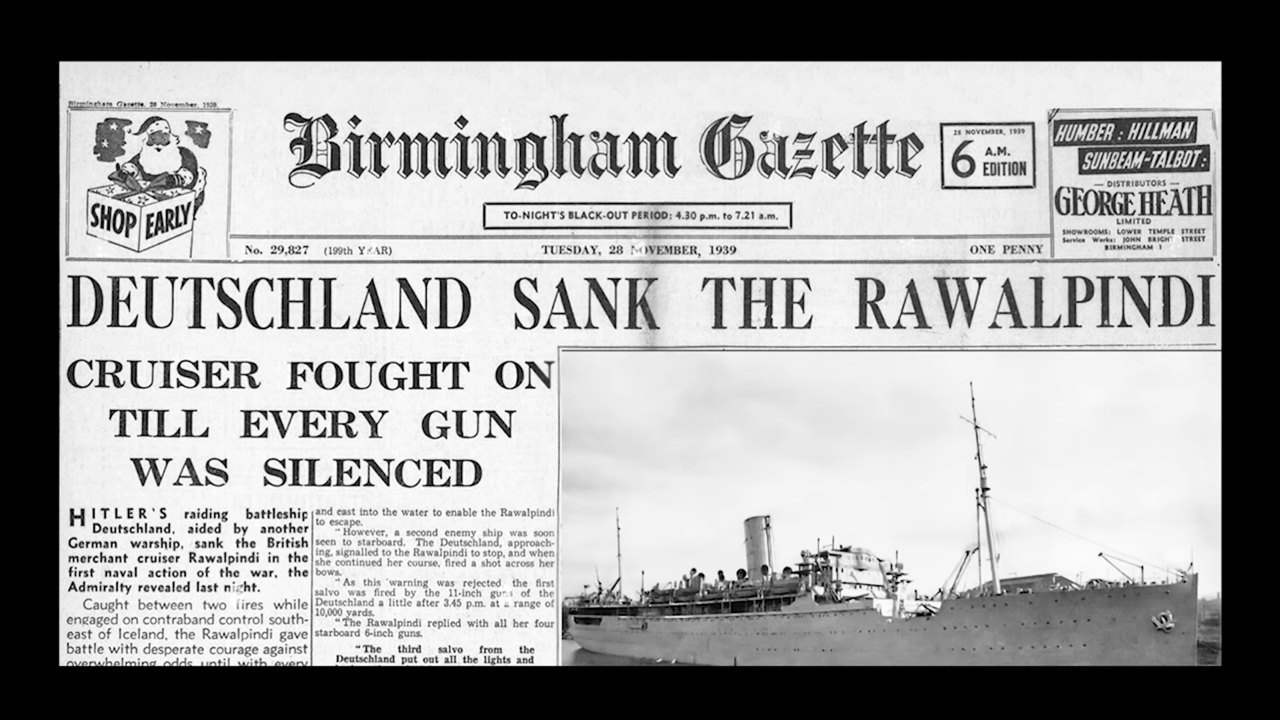 Birmingham Gazette, 28 November, 1939.
SHOP EARLY
Birmingham Gazette
28 NOVEMBER, 1939
6 A.M.
EDITION
HUMBER : HILLMAN
SUNBEAM-TALBOT :
— DISTRIBUTORS —
GEORGE HEATH
LIMITED
SHOWROOMS: LOWER TEMPLE STREET
Service Works: JOHN BRIGHT STREET
BIRMINGHAM 1
TO-NIGHT'S BLACK-OUT PERIOD: 4.30 p.m. to 7.21 a.m.
No. 29,827 (199th YEAR) TUESDAY, 28 NOVEMBER, 1939 ONE PENNY
DEUTSCHLAND SANK THE RAWALPINDI
CRUISER FOUGHT ON
TILL EVERY GUN
WAS SILENCED
HITLER'S raiding battleship
Deutschland, aided by another
German warship, sank the British
merchant cruiser Rawalpindi in the
first naval action of the war, the
Admiralty revealed last night.
Caught between two fires while
engaged on contraband control south-
east of Iceland, the Rawalpindi gave
battle with desperate courage against
overwhelming odds until with every
and cast into the water to enable the Rawalpindi
to escape.
"However, a second enemy ship was soon
seen to starboard. The Deutschland, approach-
ing, signalled to the Rawalpindi to stop, and when
she continued her course, fired a shot across her
bows.
"As this warning was rejected the first
salvo was fired by the 11-inch guns of the
Deutschland a little after 3.45 p.m. at a range of
10,000 yards.
"The Rawalpindi replied with all her four
starboard 6-inch guns.
"The third salvo from the
Deutschland put out all the lights and